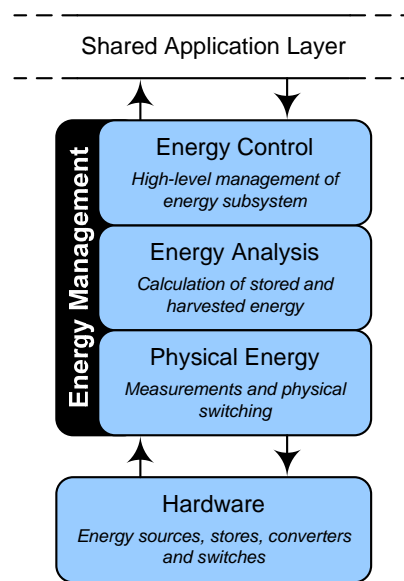 Shared Application Layer
Energy Management
Energy Control
High-level management of
energy subsystem
Energy Analysis
Calculation of stored and
harvested energy
Physical Energy
Measurements and physical
switching
Hardware
Energy sources, stores, converters
and switches